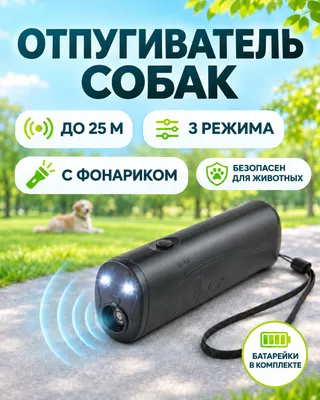 ОТПУГИВАТЕЛЬ
СОБАК
ДО 25 М
3 РЕЖИМА
С ФОНАРИКОМ
БЕЗОПАСЕН
ДЛЯ ЖИВОТНЫХ
БАТАРЕЙКИ
В КОМПЛЕКТЕ